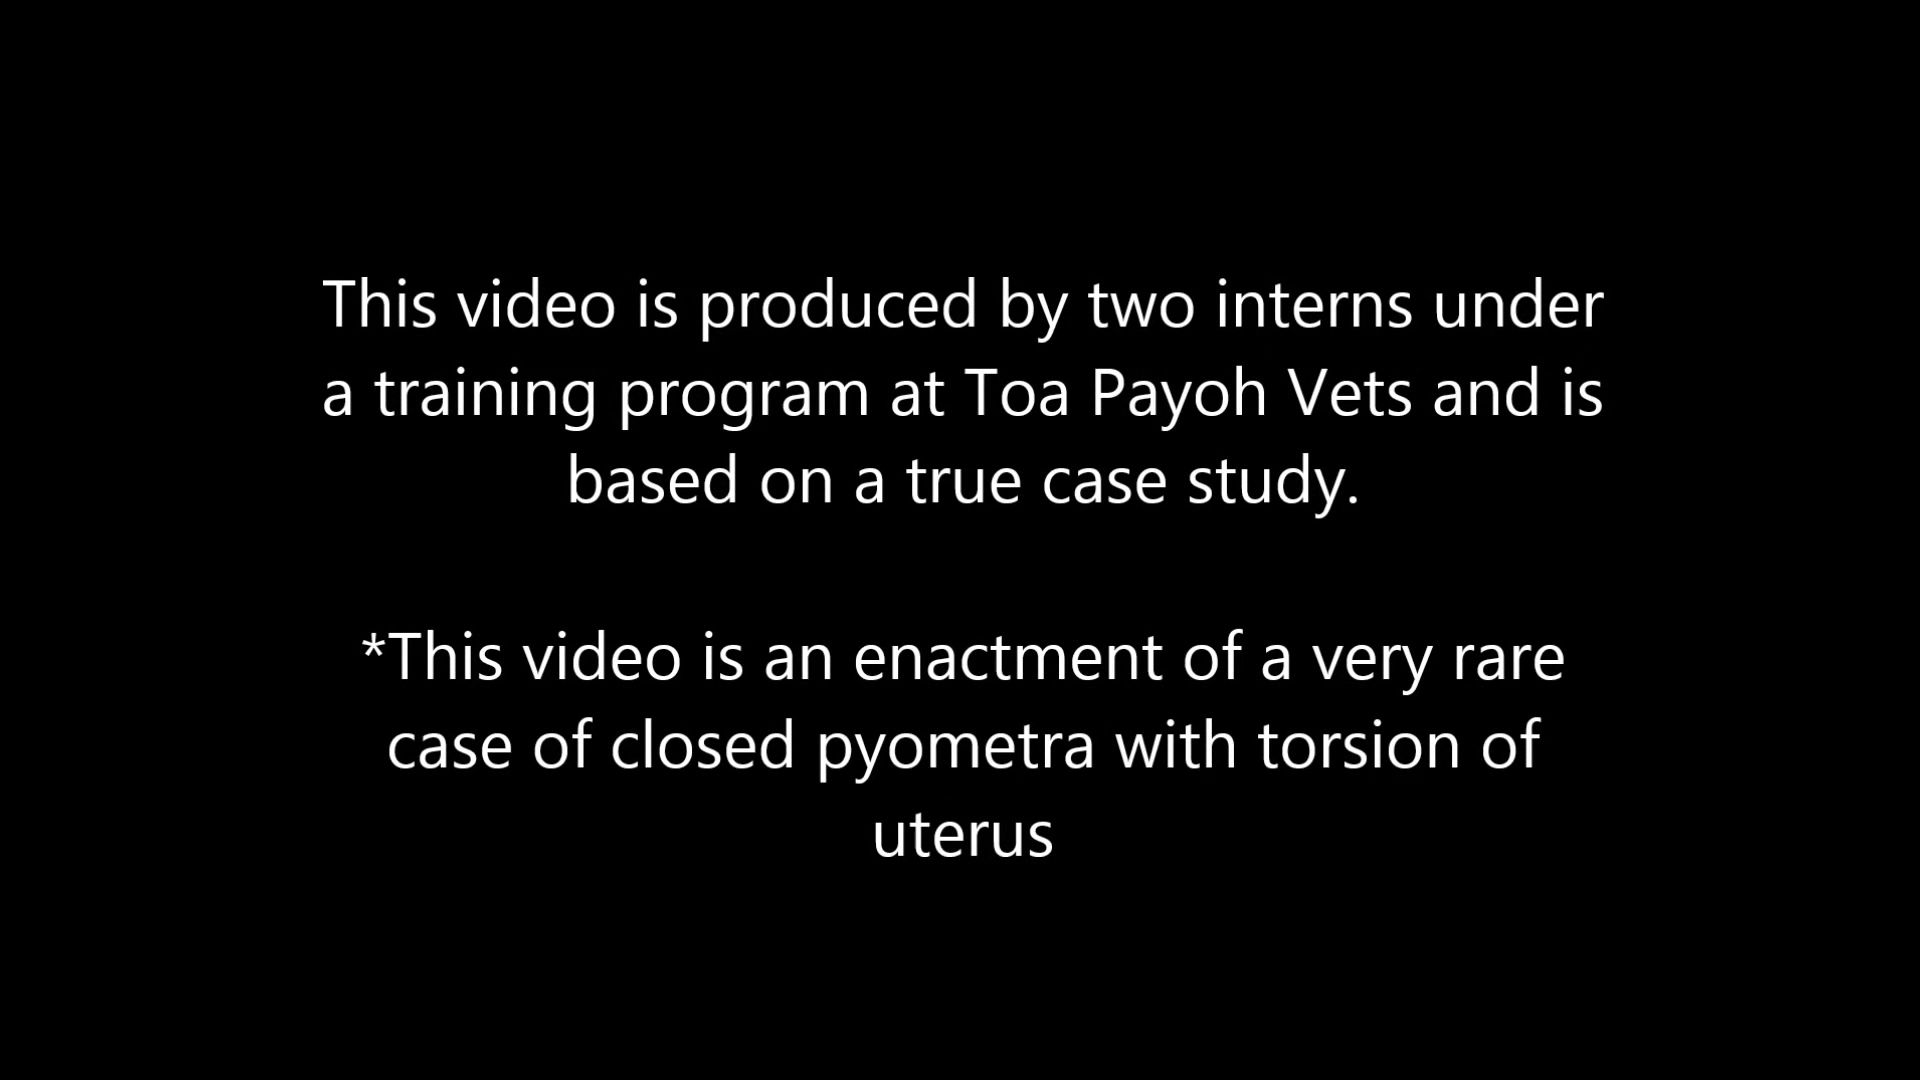 This video is produced by two interns under
a training program at Toa Payoh Vets and is
based on a true case study.
*This video is an enactment of a very rare
case of closed pyometra with torsion of
uterus